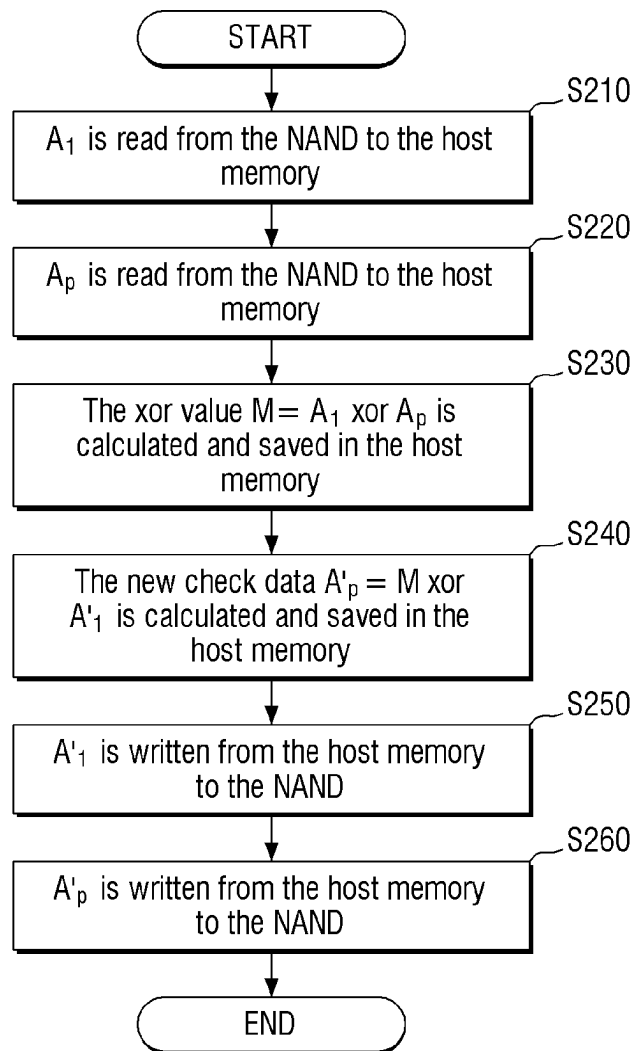 START
S210
A₁ is read from the NAND to the host
memory
S220
Aₚ is read from the NAND to the host
memory
S230
The xor value M = A₁ xor Aₚ is
calculated and saved in the host
memory
S240
The new check data A'ₚ = M xor
A'₁ is calculated and saved in the
host memory
S250
A'₁ is written from the host memory
to the NAND
S260
A'ₚ is written from the host memory
to the NAND
END